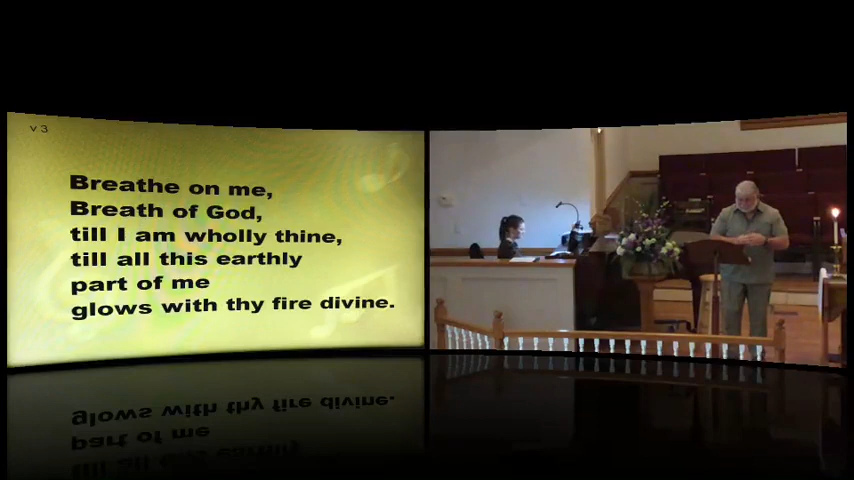 v 3
Breathe on me,
Breath of God,
till I am wholly thine,
till all this earthly
part of me
glows with thy fire divine.